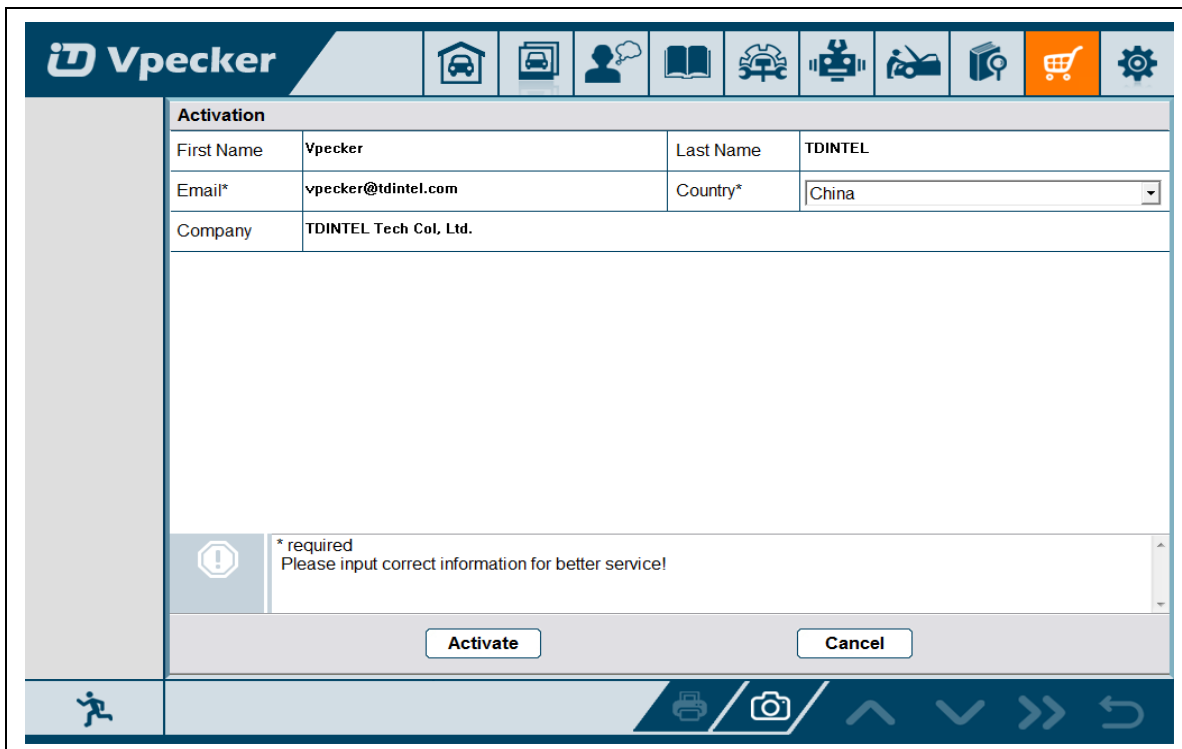 Vpecker
Activation
First Name Vpecker Last Name TDINTEL
Email* vpecker@tdintel.com Country* China
Company TDINTEL Tech Col, Ltd.
* required
Please input correct information for better service!
Activate Cancel